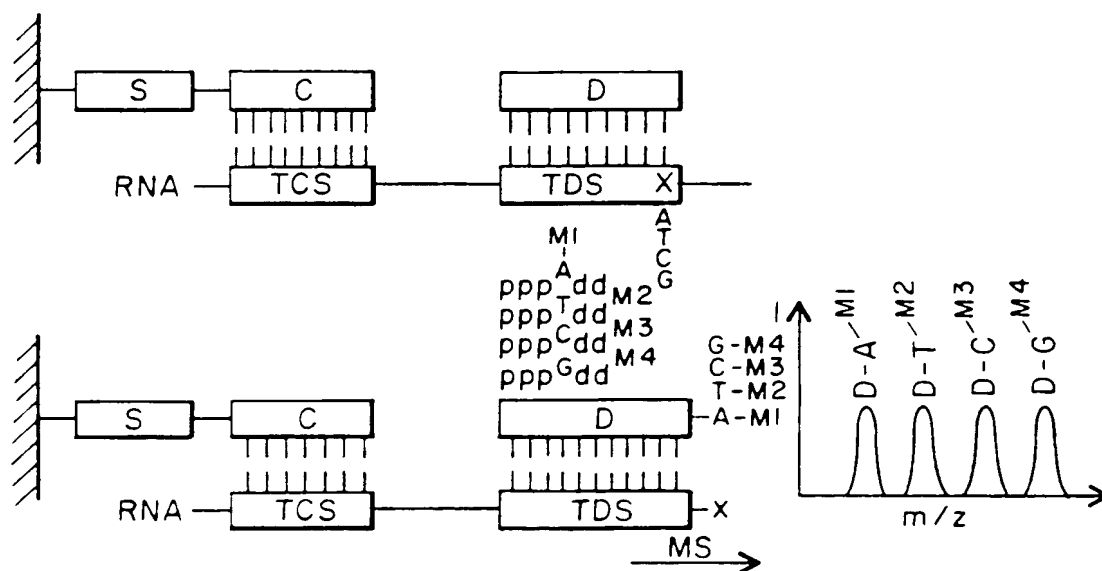 S C D
RNA TCS TDS X
A
T
C
G
M1
A
pppAdd M2
pppTdd M3
pppCdd M4
pppGdd
G-M4
C-M3
T-M2
A-M1
S C D
RNA TCS TDS X
MS
I
M1 M2 M3 M4
D-A D-T D-C D-G
m/z